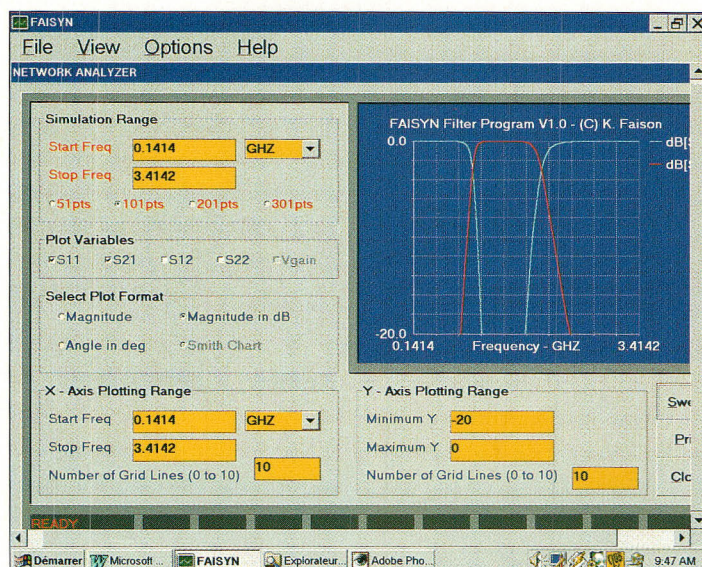 FAISYN
File View Options Help
NETWORK ANALYZER
Simulation Range
Start Freq 0.1414 GHZ
Stop Freq 3.4142
51pts 101pts 201pts 301pts
Plot Variables
S11 S21 S12 S22 Vgain
Select Plot Format
Magnitude Magnitude in dB
Angle in deg Smith Chart
FAISYN Filter Program V1.0 - (C) K. Faison
0.0
dB[S
dB[S
-20.0
0.1414 Frequency - GHZ 3.4142
X - Axis Plotting Range
Start Freq 0.1414 GHZ
Stop Freq 3.4142
Number of Grid Lines (0 to 10) 10
Y - Axis Plotting Range
Minimum Y -20
Maximum Y 0
Number of Grid Lines (0 to 10) 10
Swe
Pri
Clo
READY
Démarrer Microsoft ... FAISYN Explorateur... Adobe Pho... 9:47 AM